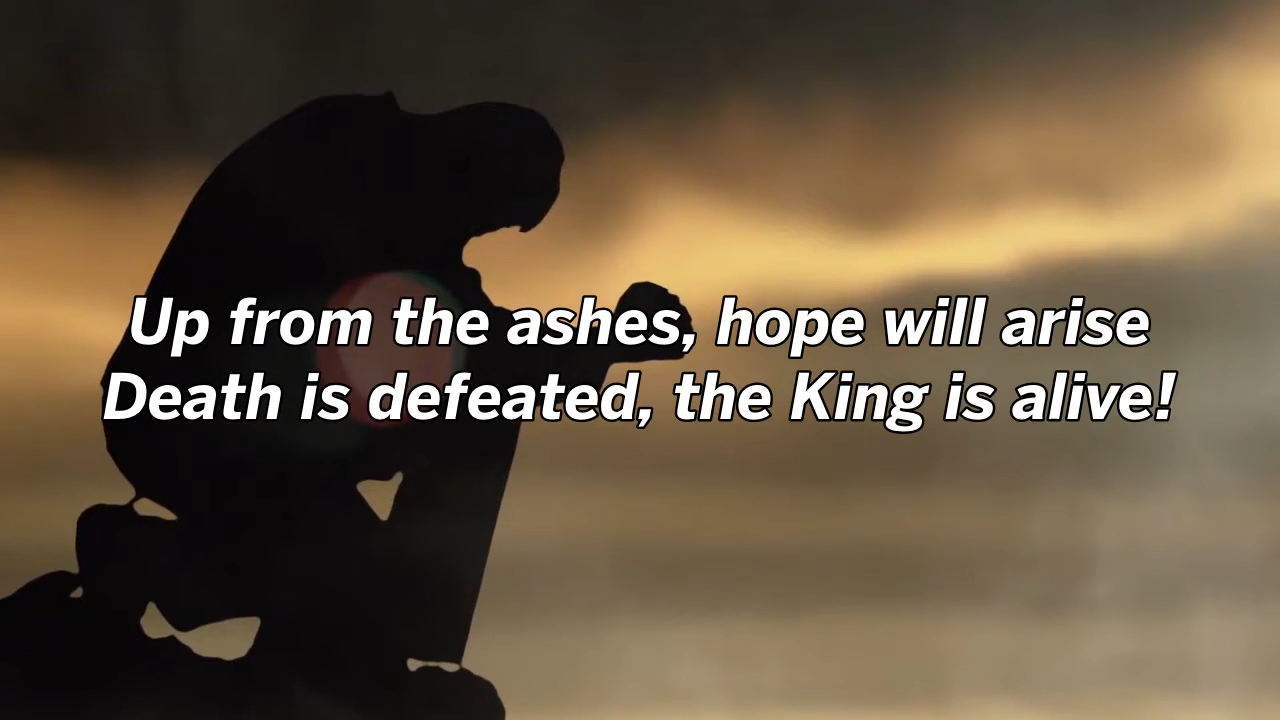 Up from the ashes, hope will arise
Death is defeated, the King is alive!